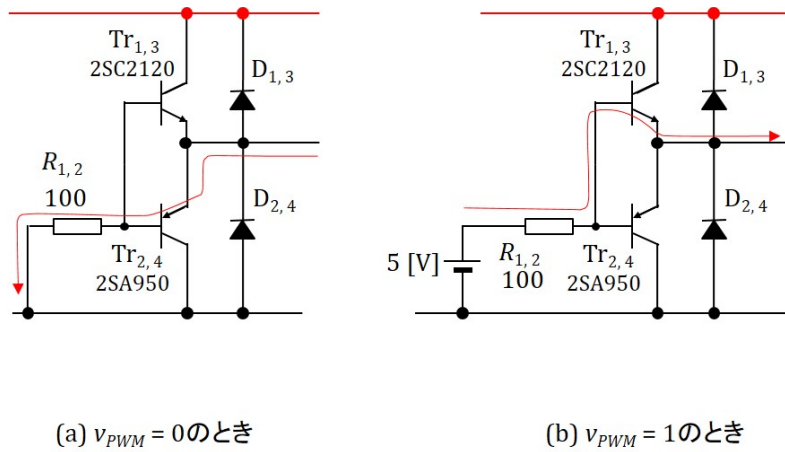 Tr1, 3
2SC2120
D1, 3
R1, 2
100
D2, 4
Tr2, 4
2SA950
(a) vPWM = 0のとき
Tr1, 3
2SC2120
D1, 3
D2, 4
5 [V]
R1, 2
100
Tr2, 4
2SA950
(b) vPWM = 1のとき